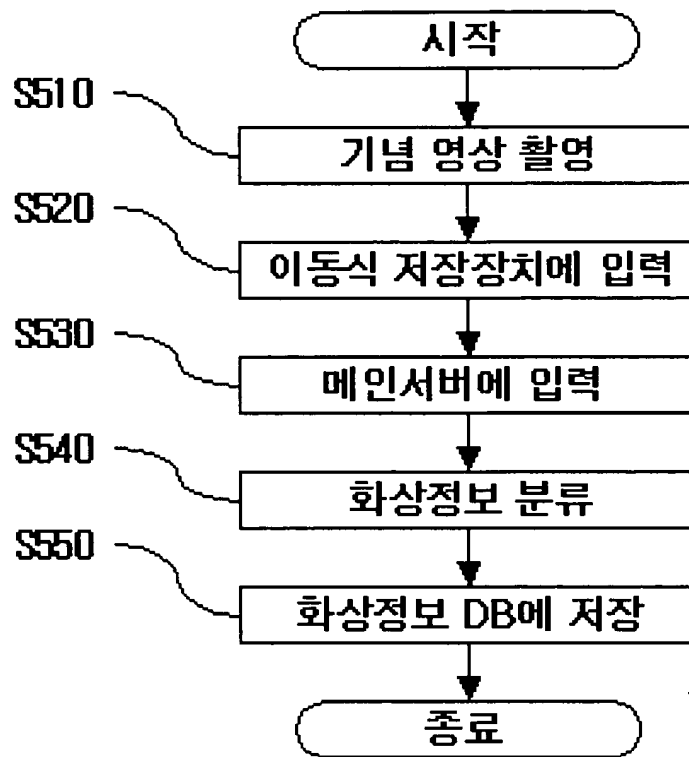 시작
S510
기념 영상 촬영
S520
이동식 저장장치에 입력
S530
메인서버에 입력
S540
화상정보 분류
S550
화상정보 DB에 저장
종료